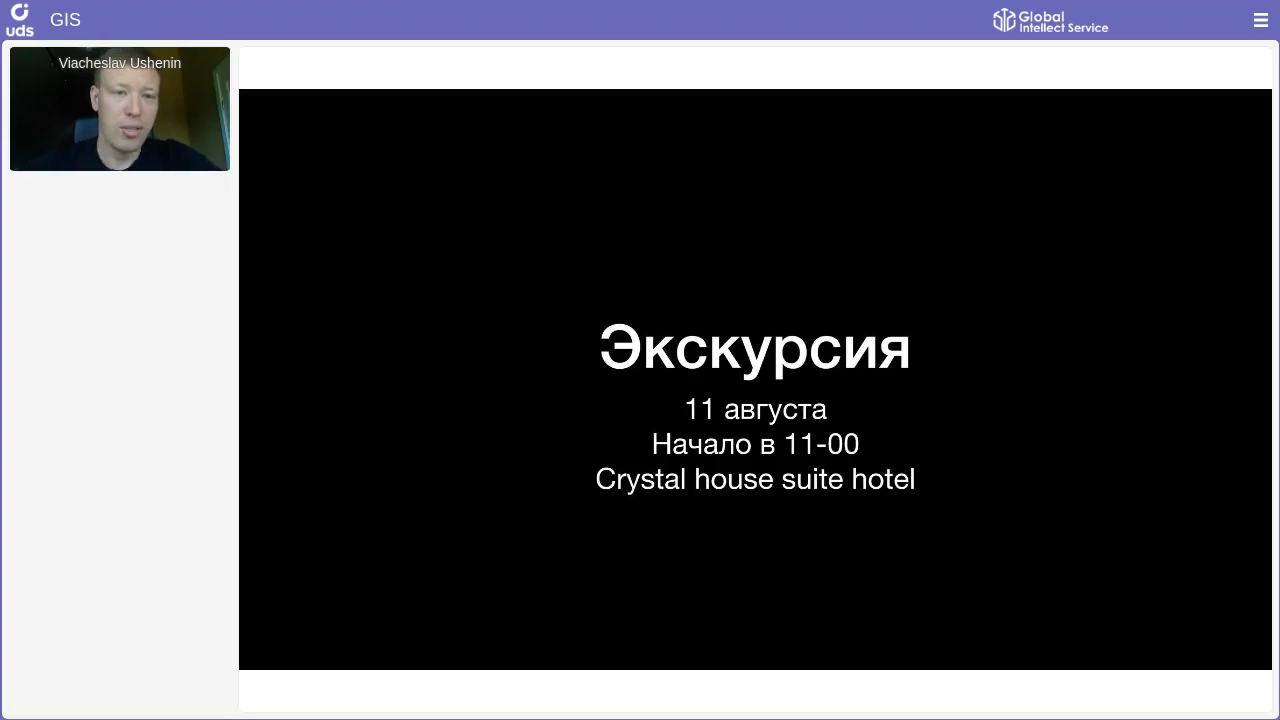 uds
GIS
Global
Intellect Service
Viacheslav Ushenin
Экскурсия
11 августа
Начало в 11-00
Crystal house suite hotel